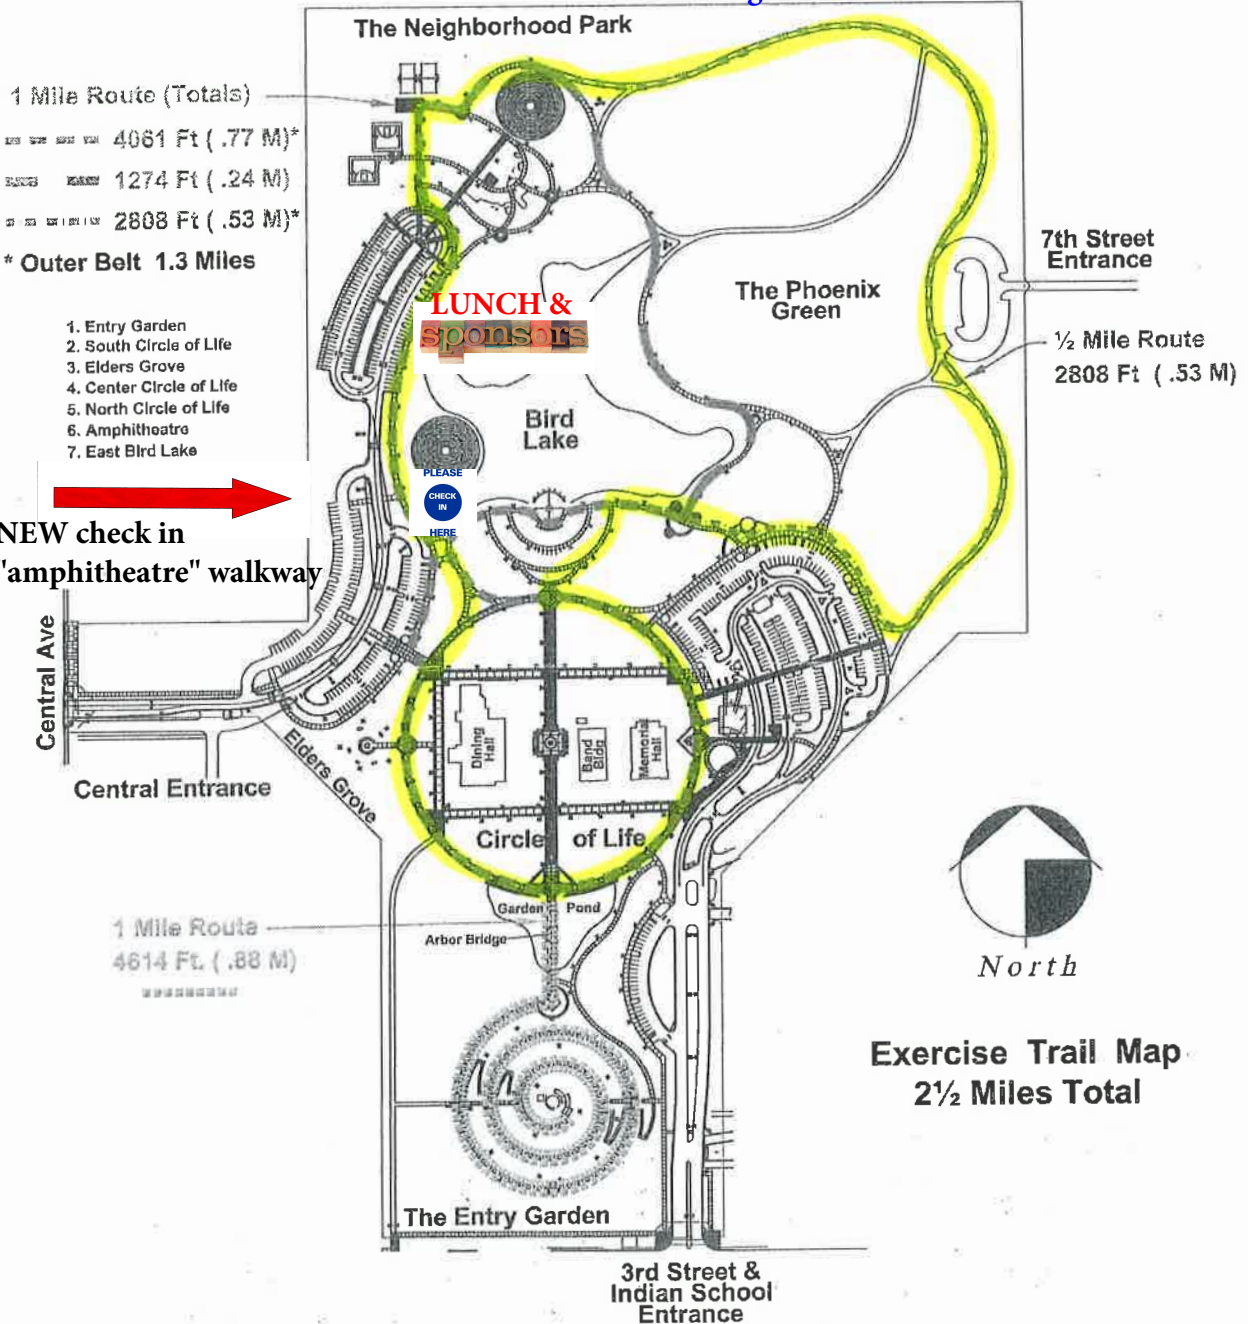 The Neighborhood Park
1 Mile Route (Totals)
4061 Ft ( .77 M)*
1274 Ft ( .24 M)
2808 Ft ( .53 M)*
* Outer Belt 1.3 Miles
1. Entry Garden
2. South Circle of Life
3. Elders Grove
4. Center Circle of Life
5. North Circle of Life
6. Amphitheatre
7. East Bird Lake
LUNCH &
sponsors
The Phoenix
Green
7th Street
Entrance
½ Mile Route
2808 Ft ( .53 M)
Bird
Lake
PLEASE
CHECK
IN
HERE
NEW check in
"amphitheatre" walkway
Central Ave
Central Entrance
Elders Grove
Dining
Hall
Band
Bldg
Memorial
Hall
Circle of Life
Garden Pond
Arbor Bridge
1 Mile Route
4614 Ft. ( .88 M)
North
Exercise Trail Map
2½ Miles Total
The Entry Garden
3rd Street &
Indian School
Entrance